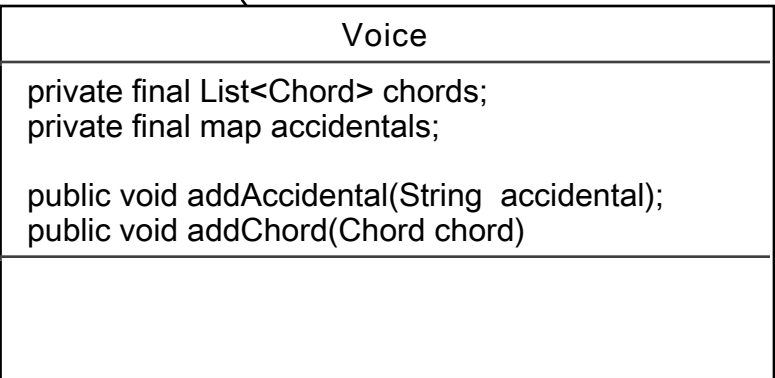 Voice
private final List<Chord> chords;
private final map accidentals;
public void addAccidental(String  accidental);
public void addChord(Chord chord)